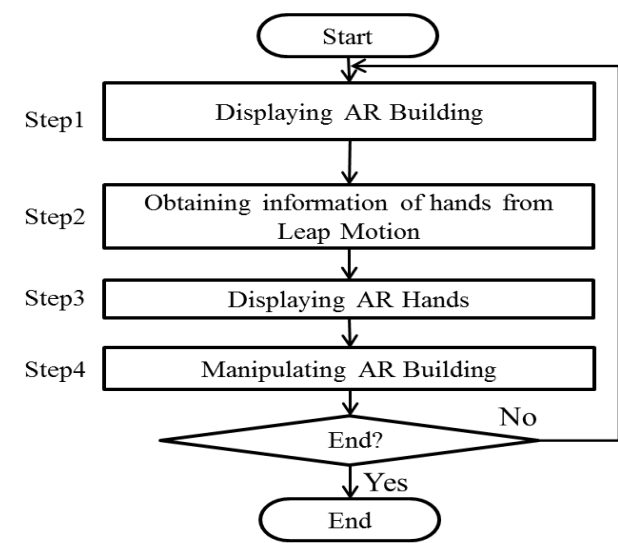 Start
Step1
Displaying AR Building
Step2
Obtaining information of hands from
Leap Motion
Step3
Displaying AR Hands
Step4
Manipulating AR Building
End?
No
Yes
End